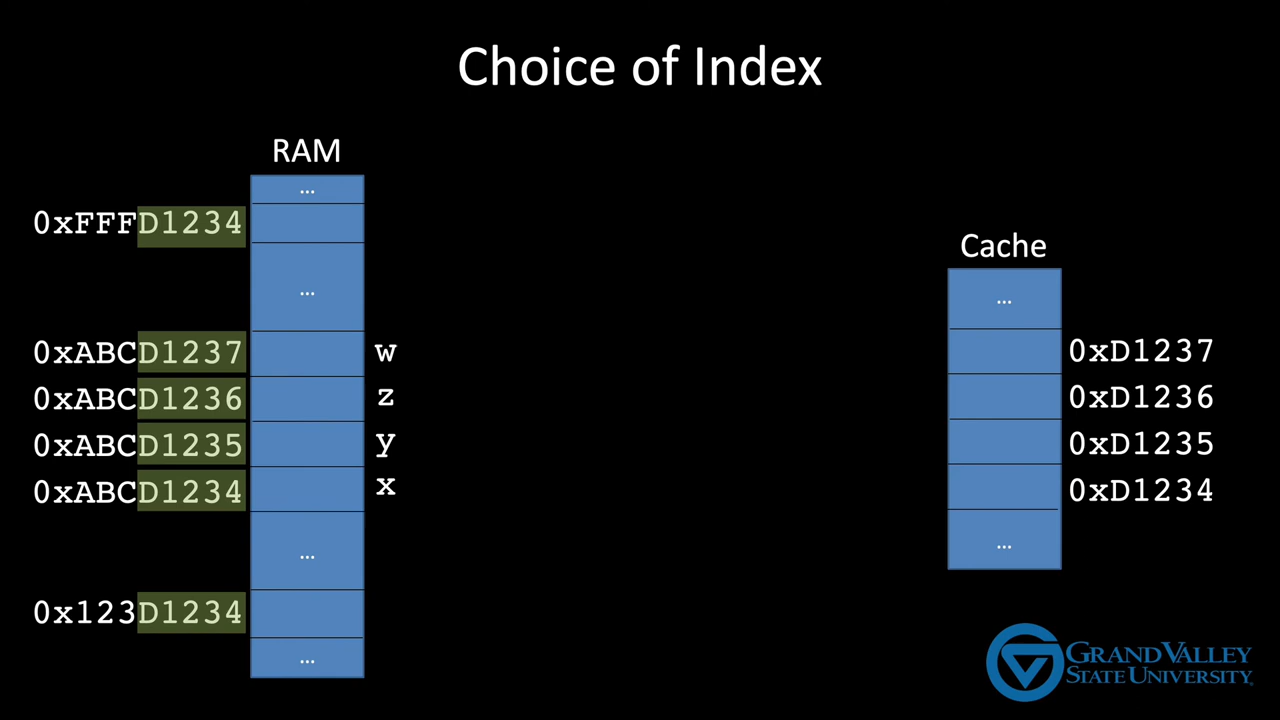 Choice of Index
RAM
...
0xFFFD1234
...
0xABCD1237 w
0xABCD1236 z
0xABCD1235 y
0xABCD1234 x
...
0x123D1234
...
Cache
...
0xD1237
0xD1236
0xD1235
0xD1234
...
GRAND VALLEY
STATE UNIVERSITY